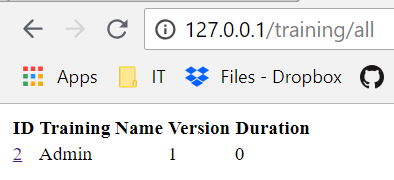 127.0.0.1/training/all
Apps IT Files - Dropbox
ID Training Name Version Duration
2 Admin 1 0